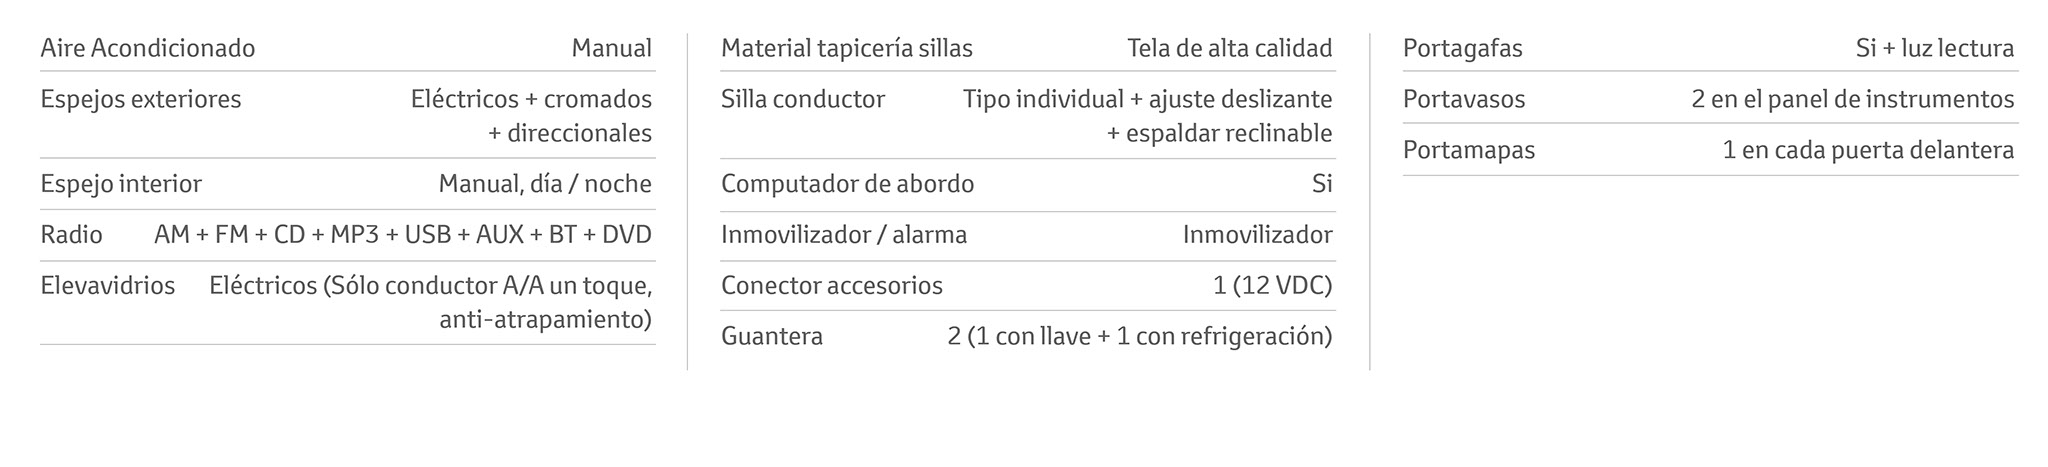 Aire Acondicionado Manual
Espejos exteriores Eléctricos + cromados
+ direccionales
Espejo interior Manual, día / noche
Radio AM + FM + CD + MP3 + USB + AUX + BT + DVD
Elevavidrios Eléctricos (Sólo conductor A/A un toque,
anti-atrapamiento)
Material tapicería sillas Tela de alta calidad
Silla conductor Tipo individual + ajuste deslizante
+ espaldar reclinable
Computador de abordo Si
Inmovilizador / alarma Inmovilizador
Conector accesorios 1 (12 VDC)
Guantera 2 (1 con llave + 1 con refrigeración)
Portagafas Si + luz lectura
Portavasos 2 en el panel de instrumentos
Portamapas 1 en cada puerta delantera